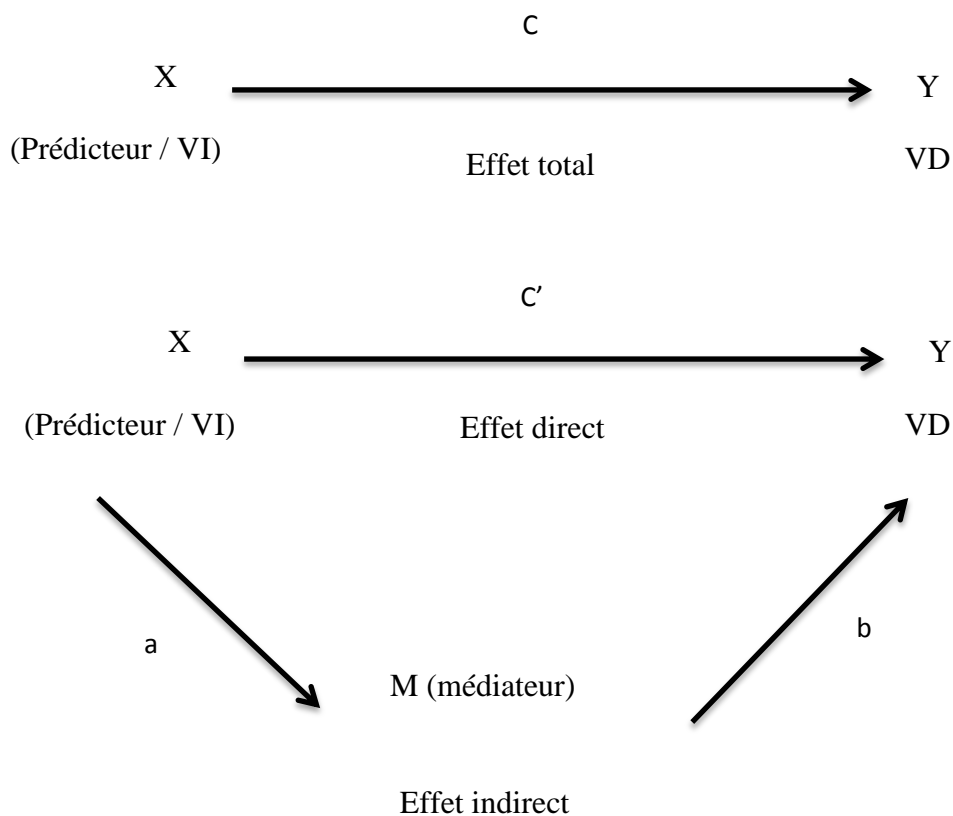 C
X
Y
(Prédicteur / VI)
Effet total
VD
C’
X
Y
(Prédicteur / VI)
Effet direct
VD
a
b
M (médiateur)
Effet indirect